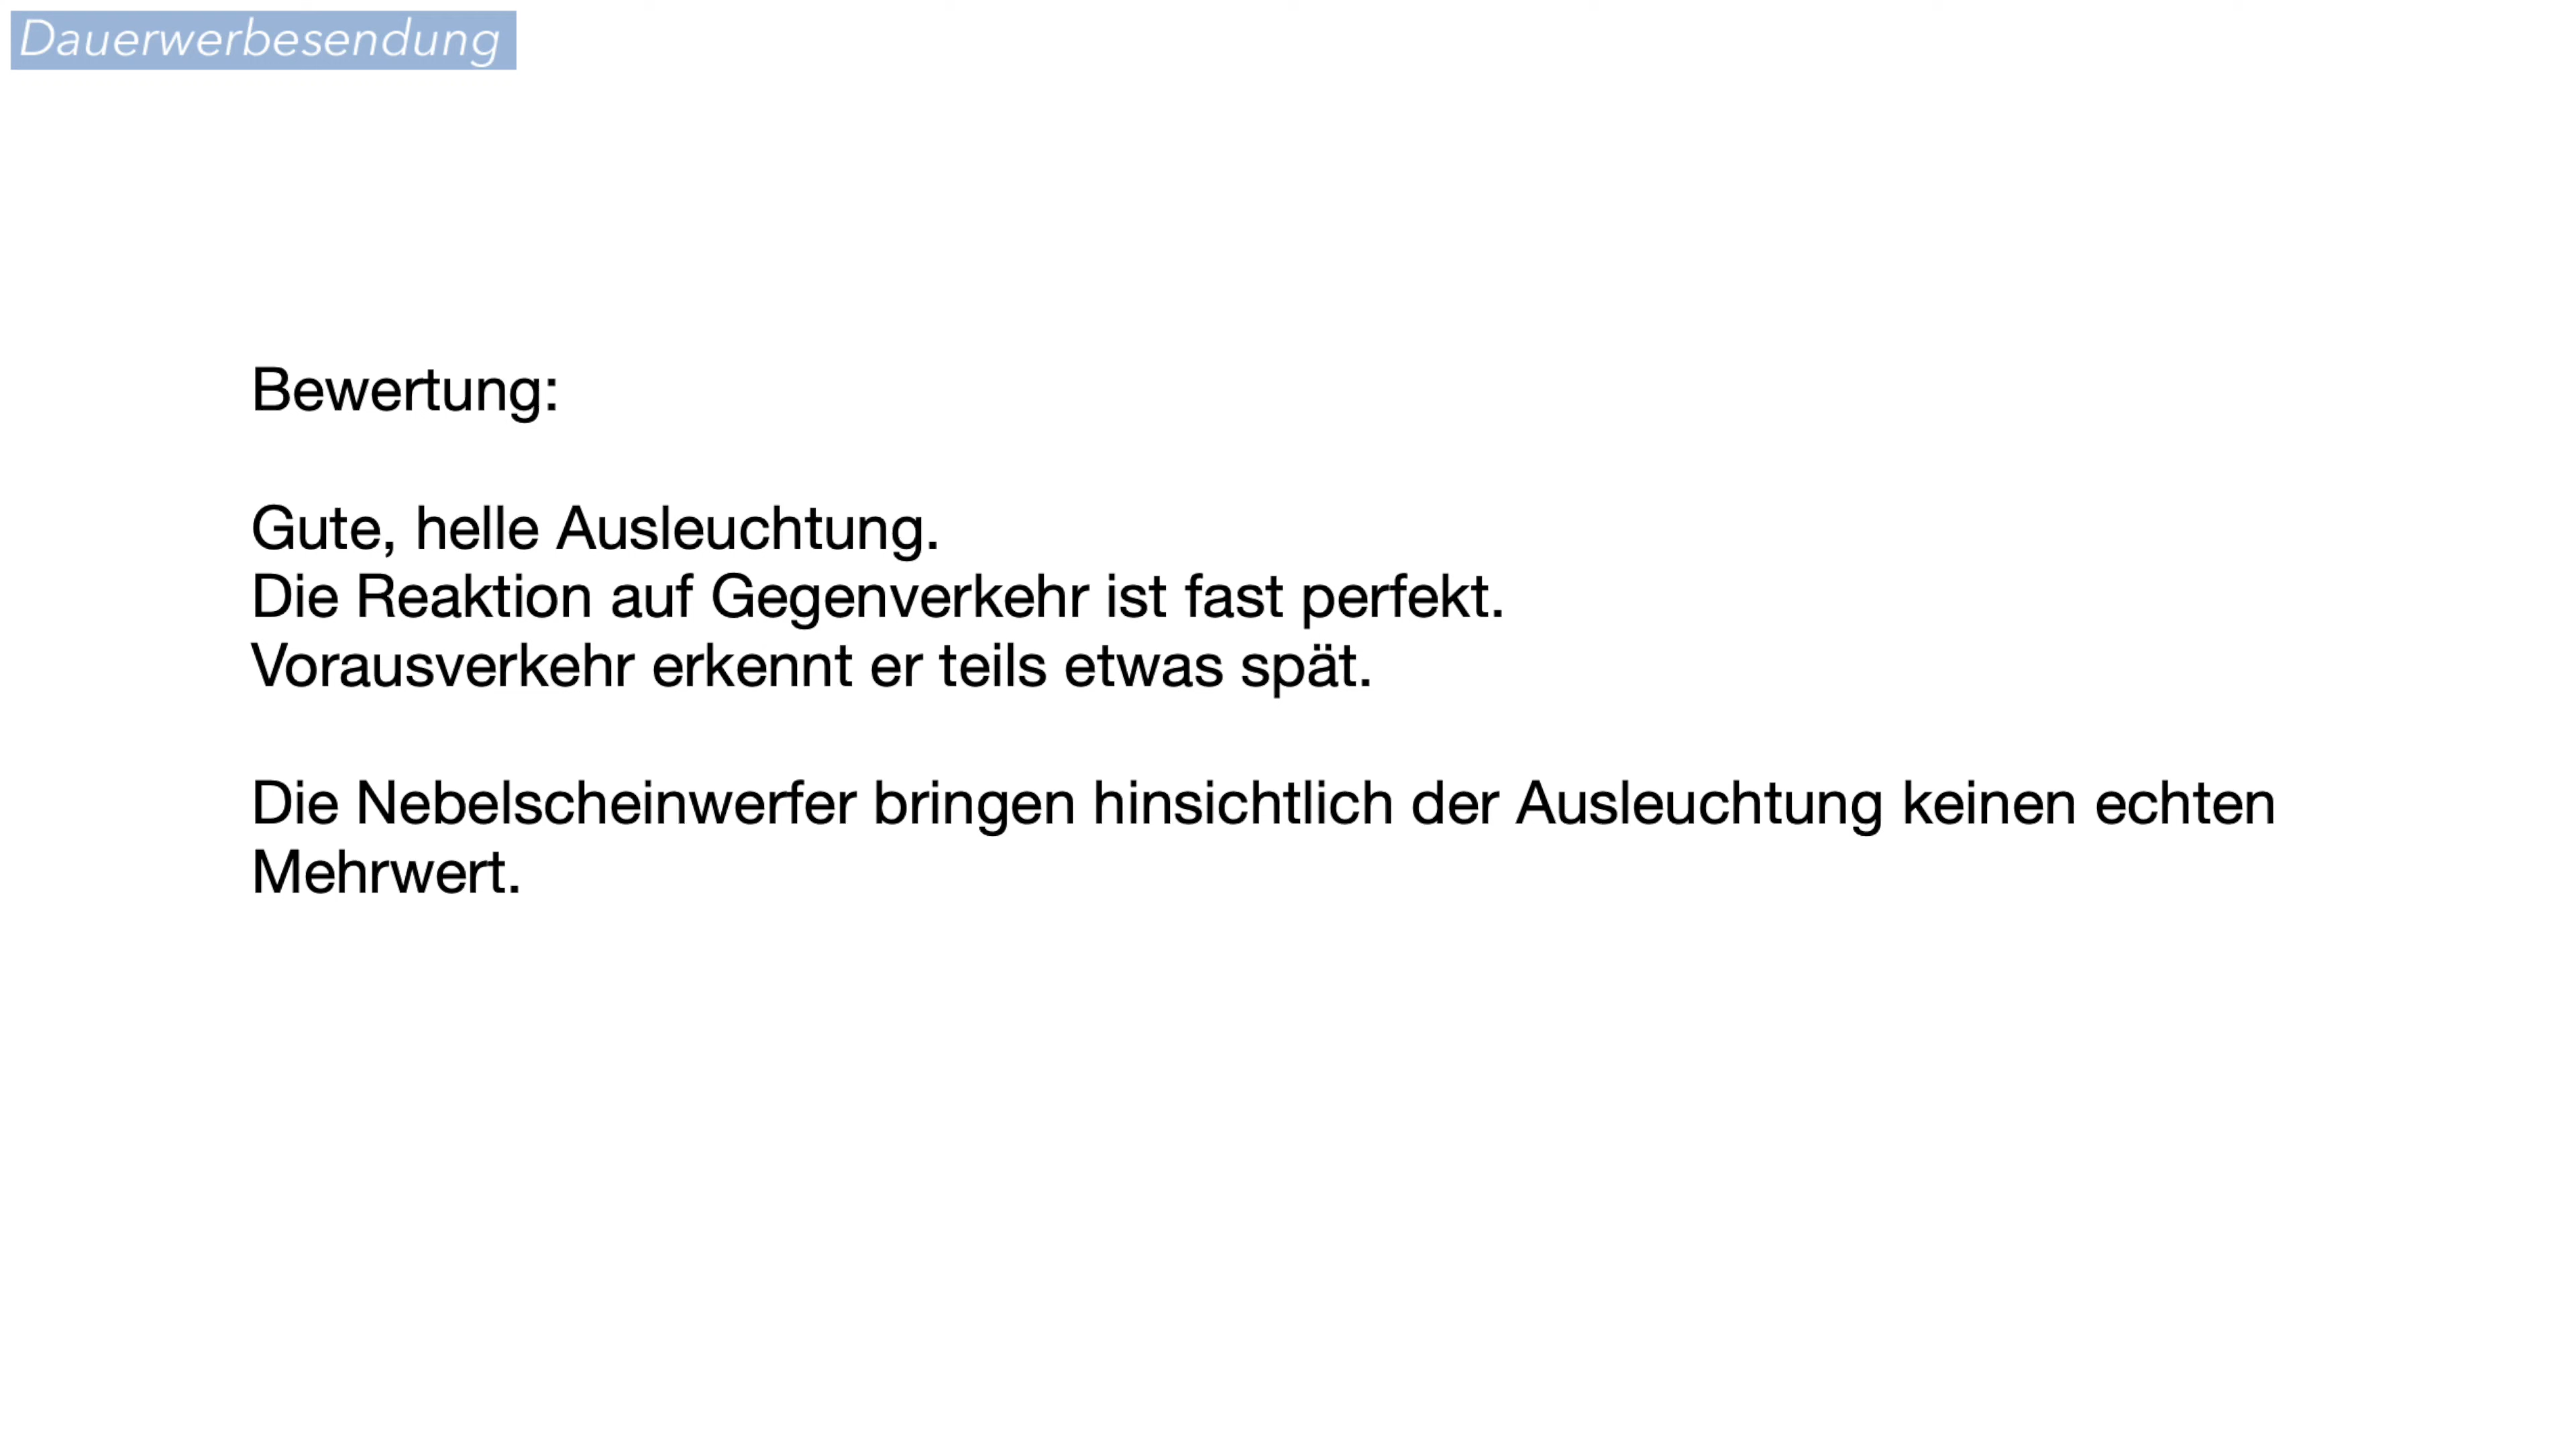 Dauerwerbesendung
Bewertung:
Gute, helle Ausleuchtung.
Die Reaktion auf Gegenverkehr ist fast perfekt.
Vorausverkehr erkennt er teils etwas spät.
Die Nebelscheinwerfer bringen hinsichtlich der Ausleuchtung keinen echten
Mehrwert.